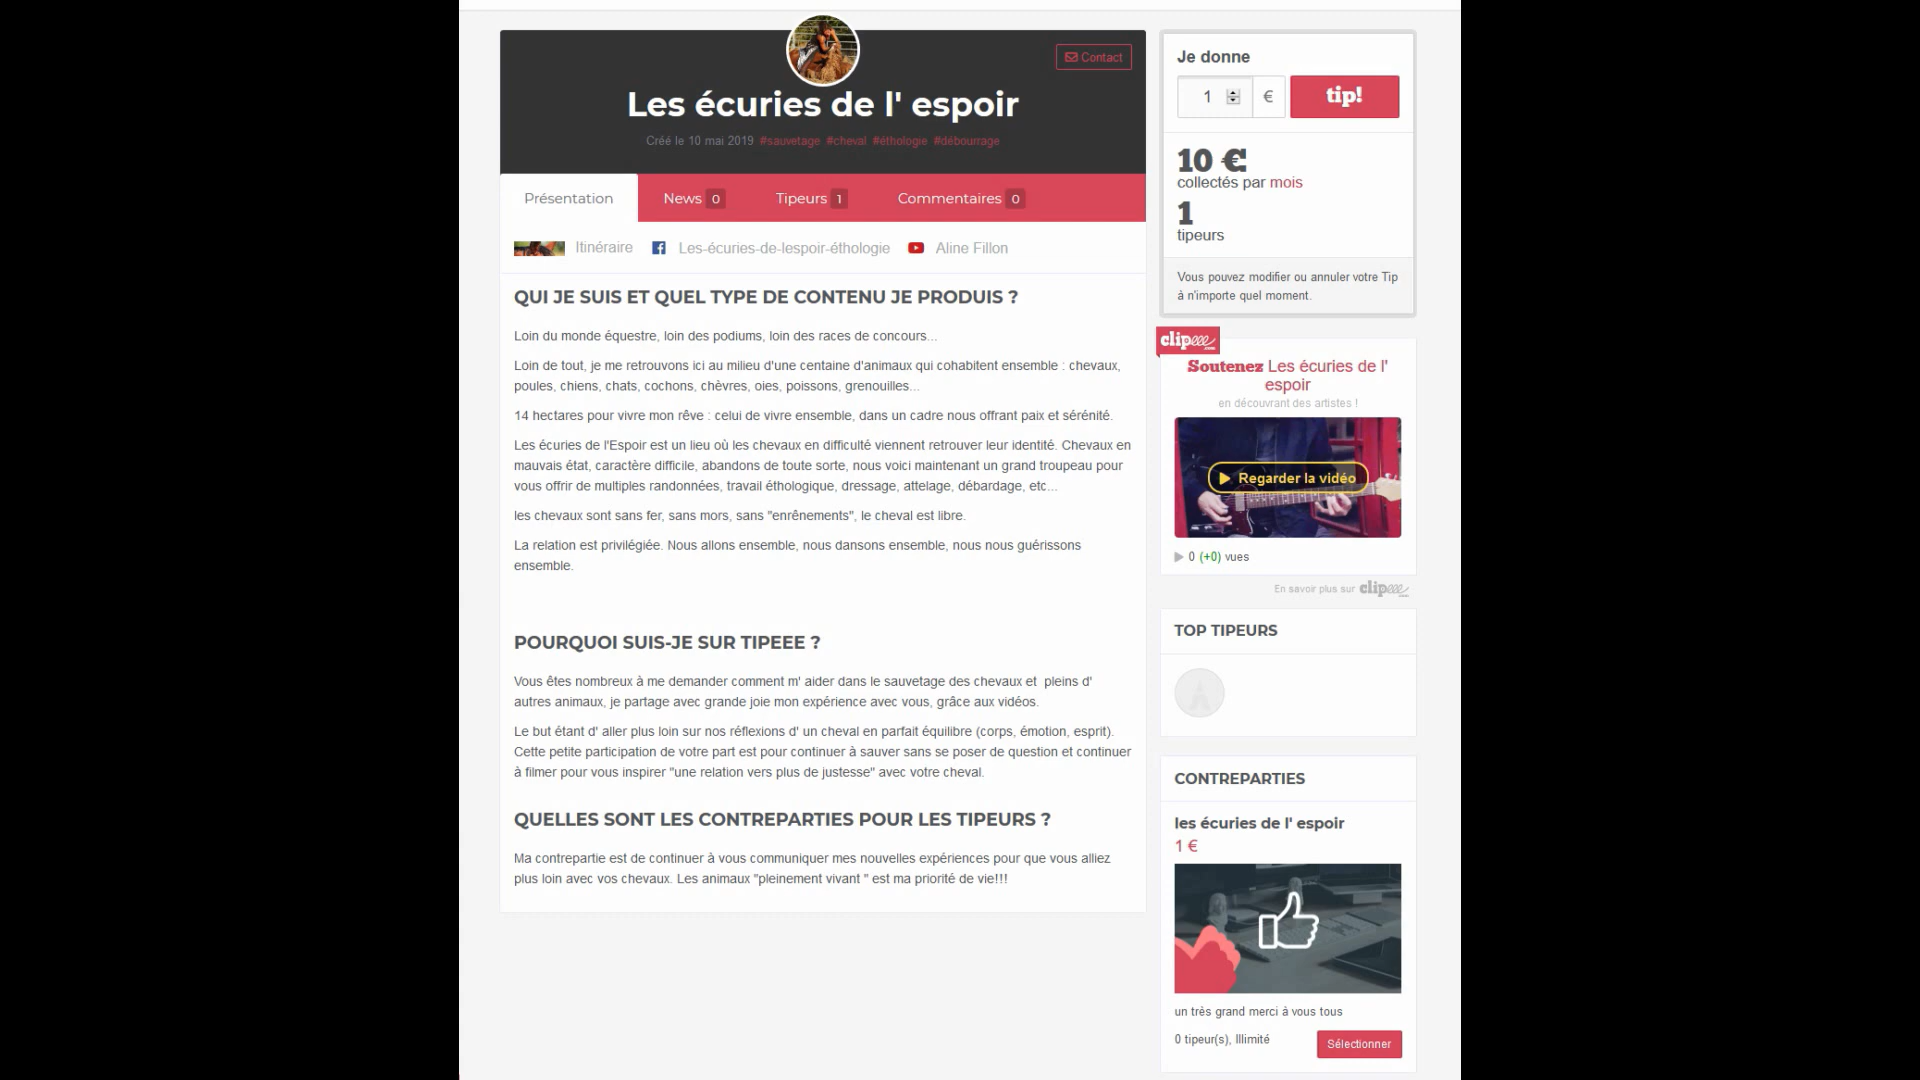 Contact
Les écuries de l' espoir
Créé le 10 mai 2019 #sauvetage #cheval #éthologie #débourrage
Présentation News 0 Tipeurs 1 Commentaires 0
Itinéraire Les-écuries-de-lespoir-éthologie Aline Fillon
QUI JE SUIS ET QUEL TYPE DE CONTENU JE PRODUIS ?
Loin du monde équestre, loin des podiums, loin des races de concours...
Loin de tout, je me retrouvons ici au milieu d'une centaine d'animaux qui cohabitent ensemble : chevaux,
poules, chiens, chats, cochons, chèvres, oies, poissons, grenouilles...
14 hectares pour vivre mon rêve : celui de vivre ensemble, dans un cadre nous offrant paix et sérénité.
Les écuries de l'Espoir est un lieu où les chevaux en difficulté viennent retrouver leur identité. Chevaux en
mauvais état, caractère difficile, abandons de toute sorte, nous voici maintenant un grand troupeau pour
vous offrir de multiples randonnées, travail éthologique, dressage, attelage, débardage, etc...
les chevaux sont sans fer, sans mors, sans "enrênements", le cheval est libre.
La relation est privilégiée. Nous allons ensemble, nous dansons ensemble, nous nous guérissons
ensemble.
POURQUOI SUIS-JE SUR TIPEEE ?
Vous êtes nombreux à me demander comment m' aider dans le sauvetage des chevaux et  pleins d'
autres animaux, je partage avec grande joie mon expérience avec vous, grâce aux vidéos.
Le but étant d' aller plus loin sur nos réflexions d' un cheval en parfait équilibre (corps, émotion, esprit).
Cette petite participation de votre part est pour continuer à sauver sans se poser de question et continuer
à filmer pour vous inspirer "une relation vers plus de justesse" avec votre cheval.
QUELLES SONT LES CONTREPARTIES POUR LES TIPEURS ?
Ma contrepartie est de continuer à vous communiquer mes nouvelles expériences pour que vous alliez
plus loin avec vos chevaux. Les animaux "pleinement vivant " est ma priorité de vie!!!
Je donne
1 € tip!
10 €
collectés par mois
1
tipeurs
Vous pouvez modifier ou annuler votre Tip
à n'importe quel moment.
clipeee
Soutenez Les écuries de l'
espoir
en découvrant des artistes !
Regarder la vidéo
0 (+0) vues
En savoir plus sur clipeee
TOP TIPEURS
CONTREPARTIES
les écuries de l' espoir
1 €
un très grand merci à vous tous
0 tipeur(s), Illimité
Sélectionner